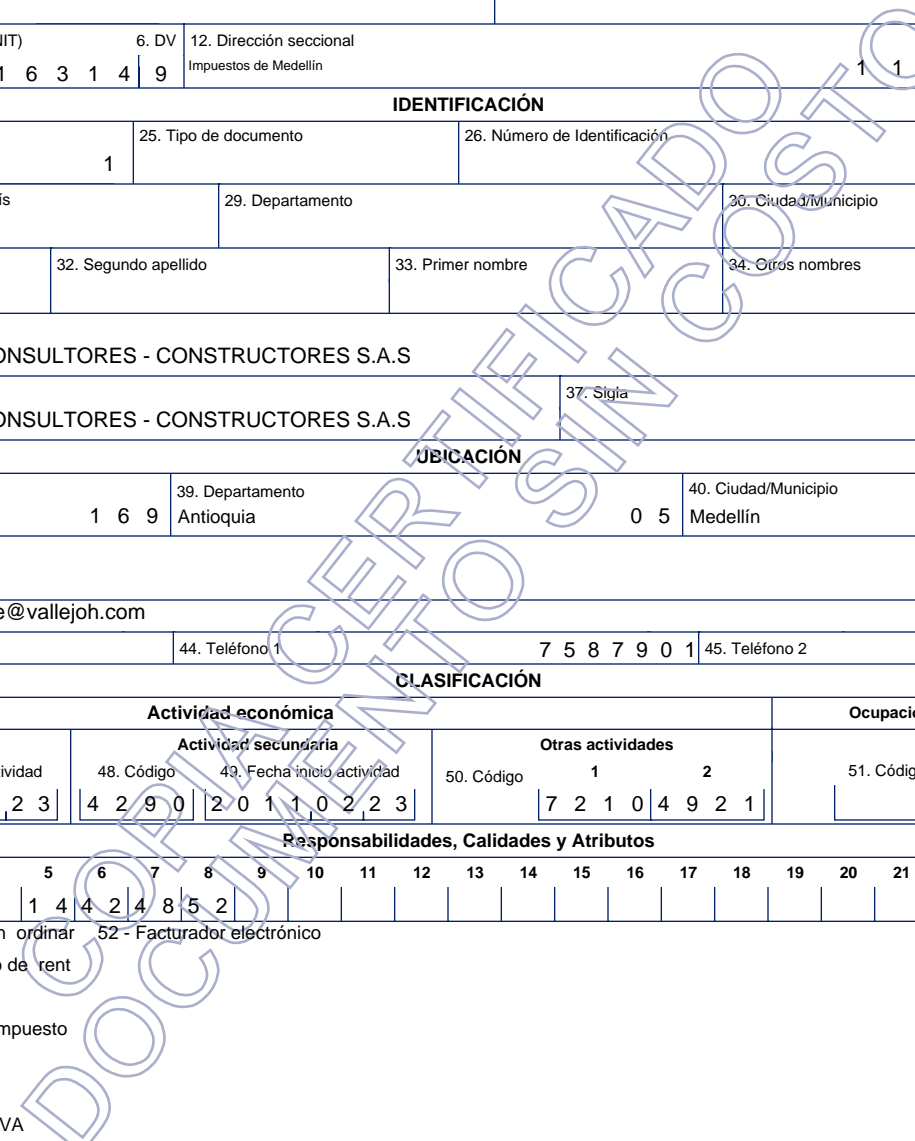 NIT) 6. DV 12. Dirección seccional
1 6 3 1 4 9 Impuestos de Medellín 1 1
IDENTIFICACIÓN
25. Tipo de documento 26. Número de Identificación
1
ís 29. Departamento 30. Ciudad/Municipio
32. Segundo apellido 33. Primer nombre 34. Otros nombres
ONSULTORES - CONSTRUCTORES S.A.S
37. Sigla
ONSULTORES - CONSTRUCTORES S.A.S
UBICACIÓN
39. Departamento 40. Ciudad/Municipio
1 6 9 Antioquia 0 5 Medellín
e@vallejoh.com
44. Teléfono 1 7 5 8 7 9 0 1 45. Teléfono 2
CLASIFICACIÓN
Actividad económica Ocupació
Actividad secundaria Otras actividades
ividad 48. Código 49. Fecha inicio actividad 50. Código 1 2 51. Códig
2 3 4 2 9 0 2 0 1 1 0 2 2 3 7 2 1 0 4 9 2 1
Responsabilidades, Calidades y Atributos
5 6 7 8 9 10 11 12 13 14 15 16 17 18 19 20 21
1 4 4 2 4 8 5 2
n ordinar 52 - Facturador electrónico
o de rent
mpuesto
VA
COPIA CERTIFICADO
DOCUMENTO SIN COSTO